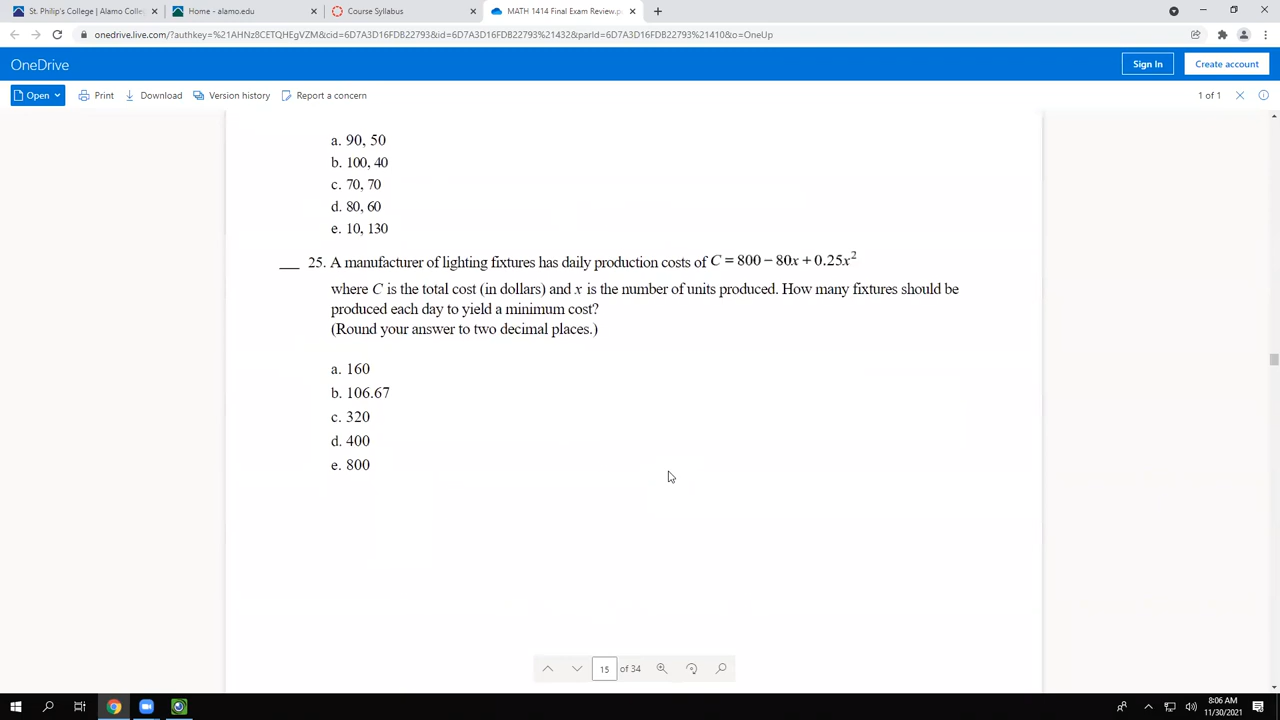 St. Philip's College | Alamo Colle
Home - alamo.edu
Course Syllabus
MATH 1414 Final Exam Review.p
onedrive.live.com/?authkey=%21AHNz8CETQHEgVZM&cid=6D7A3D16FDB22793&id=6D7A3D16FDB22793%21432&parId=6D7A3D16FDB22793%21410&o=OneUp
OneDrive
Sign In
Create account
Open
Print
Download
Version history
Report a concern
1 of 1
a. 90, 50
b. 100, 40
c. 70, 70
d. 80, 60
e. 10, 130
___ 25. A manufacturer of lighting fixtures has daily production costs of C = 800 − 80x + 0.25x²
where C is the total cost (in dollars) and x is the number of units produced. How many fixtures should be
produced each day to yield a minimum cost?
(Round your answer to two decimal places.)
a. 160
b. 106.67
c. 320
d. 400
e. 800
15 of 34
8:06 AM
11/30/2021